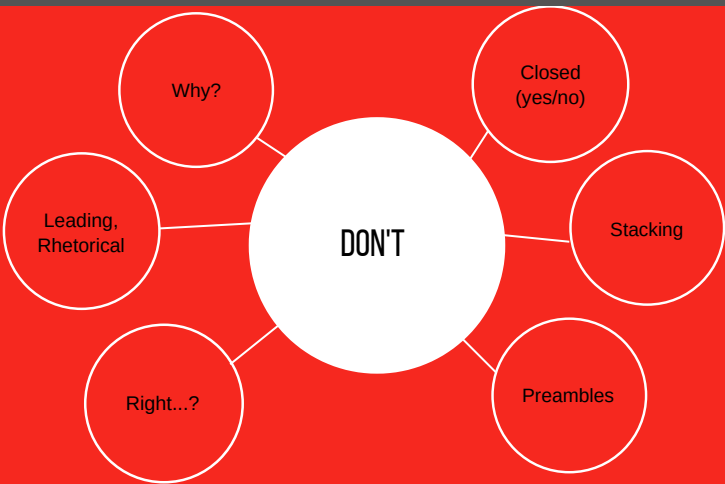 Why?
Closed
(yes/no)
Leading,
Rhetorical
DON'T
Stacking
Right...?
Preambles